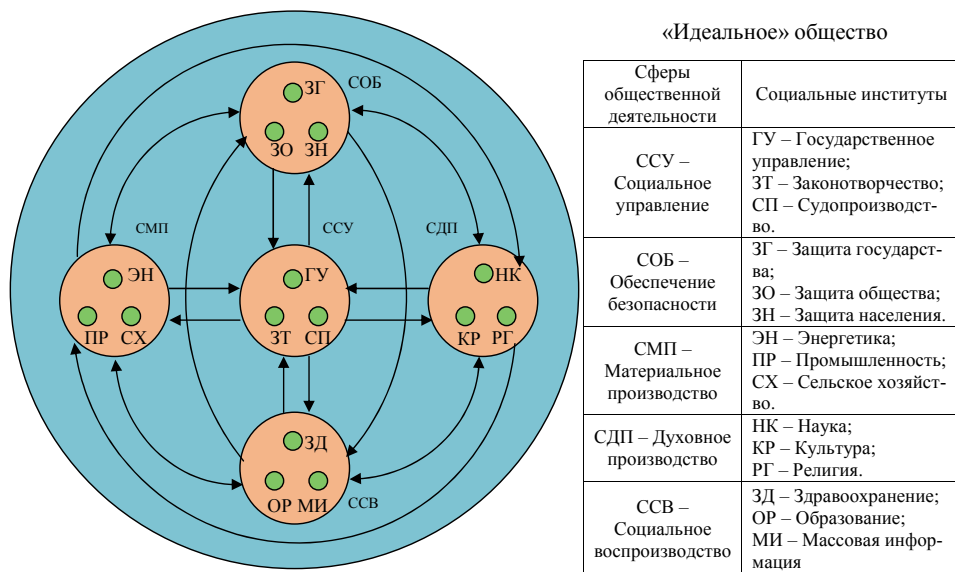 ЗГ
СОБ
ЗО ЗН
СМП
ССУ
СДП
ЭН
ПР СХ
ГУ
ЗТ СП
НК
КР РГ
ЗД
ОР МИ
ССВ
«Идеальное» общество
Сферы
общественной
деятельности
Социальные институты
ССУ –
Социальное
управление
ГУ – Государственное
управление;
ЗТ – Законотворчество;
СП – Судопроизводст-
во.
СОБ –
Обеспечение
безопасности
ЗГ – Защита государст-
ва;
ЗО – Защита общества;
ЗН – Защита населения.
СМП –
Материальное
производство
ЭН – Энергетика;
ПР – Промышленность;
СХ – Сельское хозяйст-
во.
СДП – Духовное
производство
НК – Наука;
КР – Культура;
РГ – Религия.
ССВ –
Социальное
воспроизводство
ЗД – Здравоохранение;
ОР – Образование;
МИ – Массовая инфор-
мация